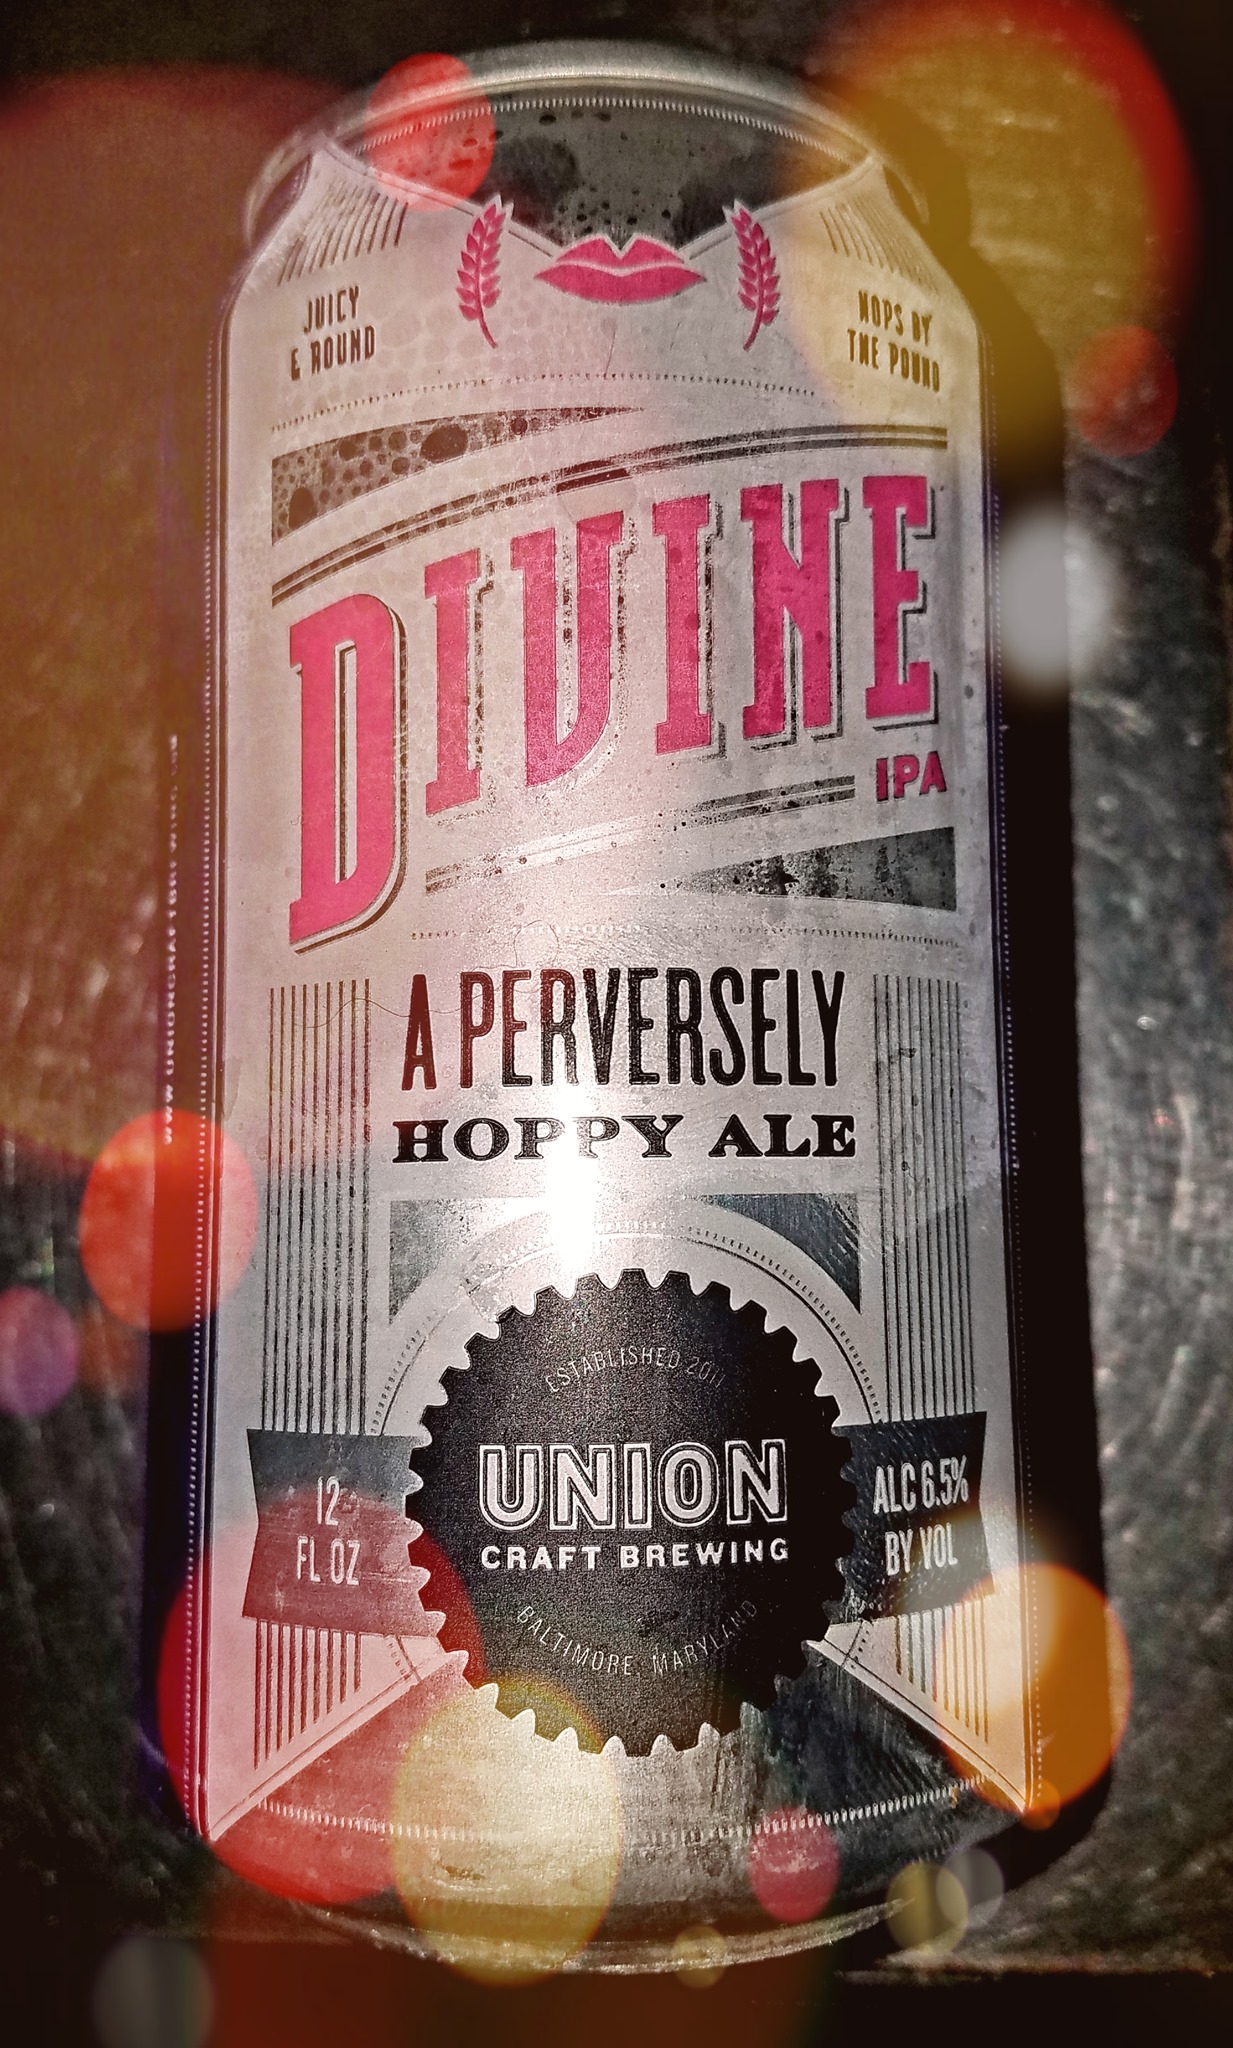 JUICY
& ROUND
HOPS BY
THE POUND
DIVINE
IPA
A PERVERSELY
HOPPY ALE
ESTABLISHED 2011
UNION
CRAFT BREWING
BALTIMORE, MARYLAND
12
FL OZ
ALC 6.5%
BY VOL